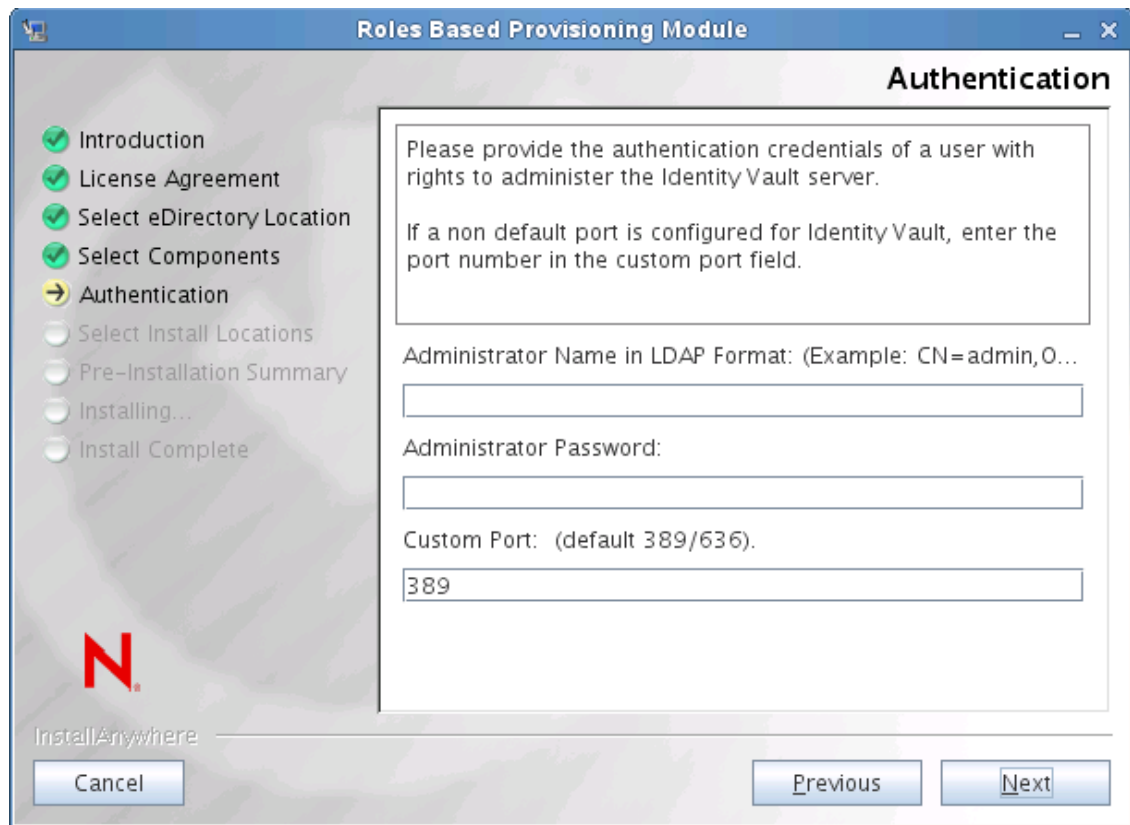 Roles Based Provisioning Module
Authentication
Introduction
License Agreement
Select eDirectory Location
Select Components
Authentication
Select Install Locations
Pre-Installation Summary
Installing...
Install Complete
Please provide the authentication credentials of a user with
rights to administer the Identity Vault server.
If a non default port is configured for Identity Vault, enter the
port number in the custom port field.
Administrator Name in LDAP Format: (Example: CN=admin,O...
Administrator Password:
Custom Port: (default 389/636).
389
N
InstallAnywhere
Cancel
Previous
Next